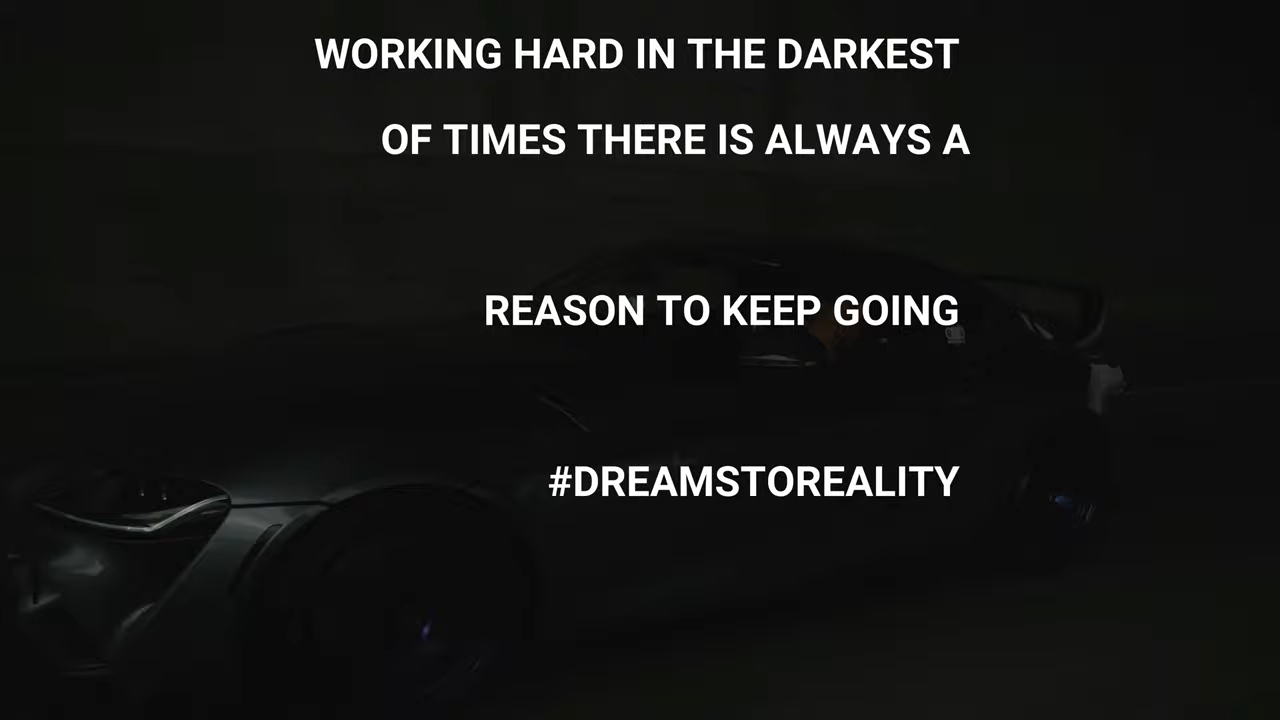 WORKING HARD IN THE DARKEST
OF TIMES THERE IS ALWAYS A
REASON TO KEEP GOING
#DREAMSTOREALITY